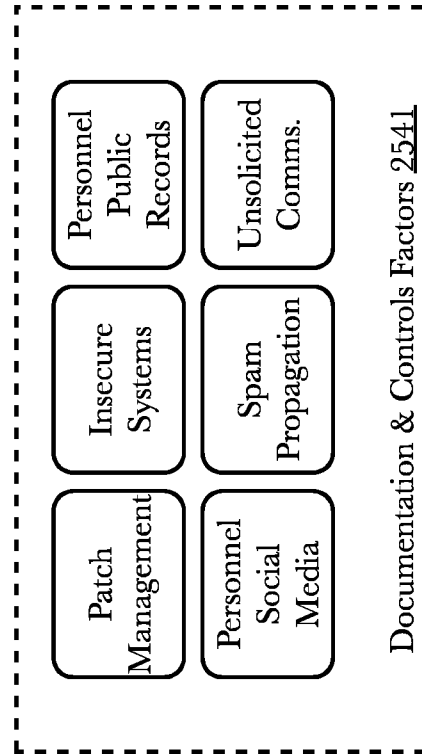 Patch
Management
Insecure
Systems
Personnel
Public
Records
Personnel
Social
Media
Spam
Propagation
Unsolicited
Comms.
Documentation & Controls Factors 2541